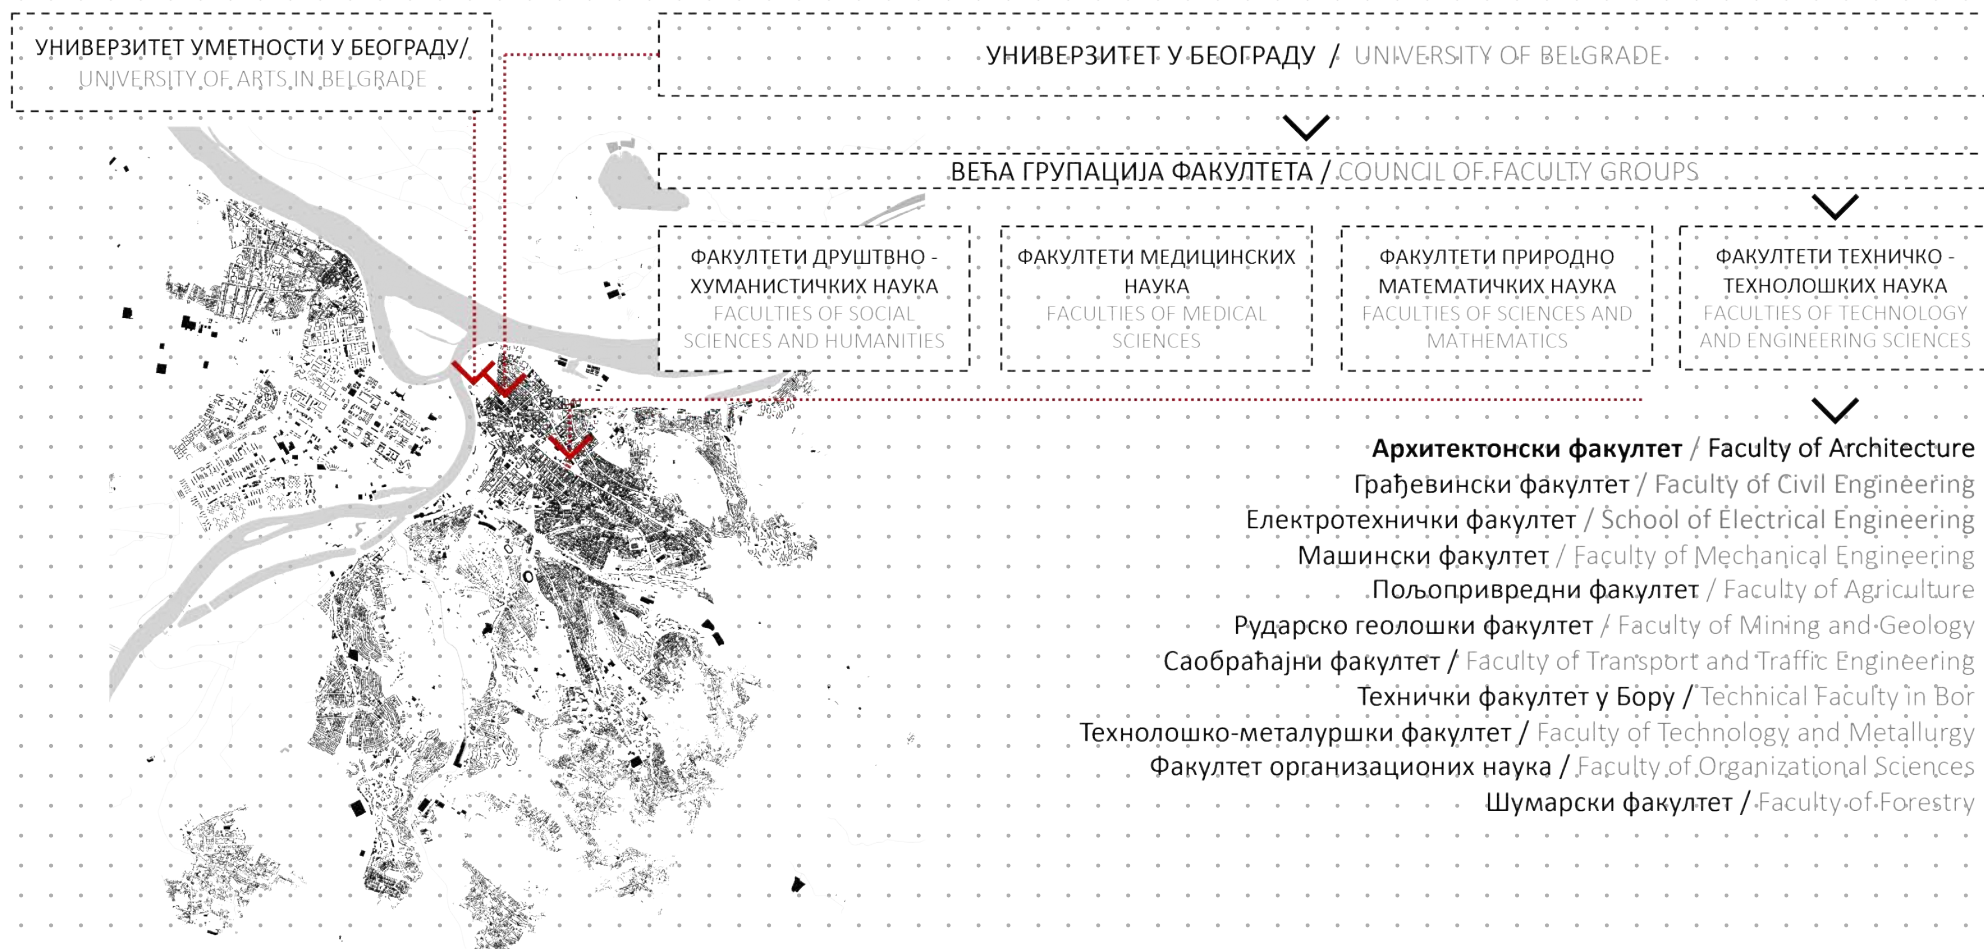 УНИВЕРЗИТЕТ УМЕТНОСТИ У БЕОГРАДУ/
UNIVERSITY OF ARTS IN BELGRADE
УНИВЕРЗИТЕТ У БЕОГРАДУ / UNIVERSITY OF BELGRADE
ВЕЋА ГРУПАЦИЈА ФАКУЛТЕТА / COUNCIL OF FACULTY GROUPS
ФАКУЛТЕТИ ДРУШТВНО -
ХУМАНИСТИЧКИХ НАУКА
FACULTIES OF SOCIAL
SCIENCES AND HUMANITIES
ФАКУЛТЕТИ МЕДИЦИНСКИХ
НАУКА
FACULTIES OF MEDICAL
SCIENCES
ФАКУЛТЕТИ ПРИРОДНО
МАТЕМАТИЧКИХ НАУКА
FACULTIES OF SCIENCES AND
MATHEMATICS
ФАКУЛТЕТИ ТЕХНИЧКО -
ТЕХНОЛОШКИХ НАУКА
FACULTIES OF TECHNOLOGY
AND ENGINEERING SCIENCES
Архитектонски факултет / Faculty of Architecture
Грађевински факултет / Faculty of Civil Engineering
Електротехнички факултет / School of Electrical Engineering
Машински факултет / Faculty of Mechanical Engineering
Пољопривредни факултет / Faculty of Agriculture
Рударско геолошки факултет / Faculty of Mining and Geology
Саобраћајни факултет / Faculty of Transport and Traffic Engineering
Технички факултет у Бору / Technical Faculty in Bor
Технолошко-металуршки факултет / Faculty of Technology and Metallurgy
Факултет организационих наука / Faculty of Organizational Sciences
Шумарски факултет / Faculty of Forestry